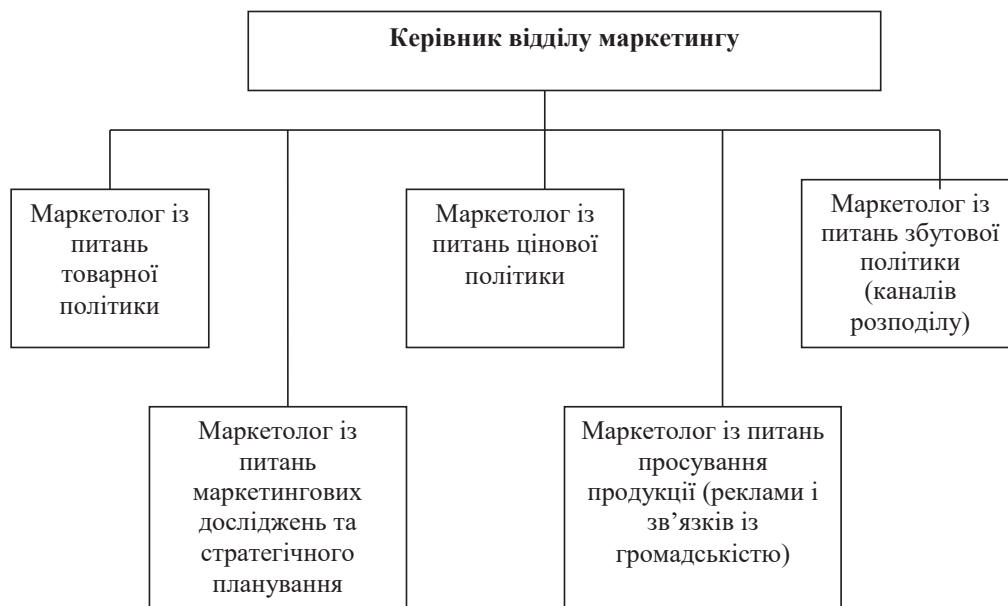 Керівник відділу маркетингу
Маркетолог із
питань
товарної
політики
Маркетолог із
питань цінової
політики
Маркетолог із
питань збутової
політики
(каналів
розподілу)
Маркетолог із
питань
маркетингових
досліджень та
стратегічного
планування
Маркетолог із питань
просування
продукції (реклами і
зв’язків із
громадськістю)